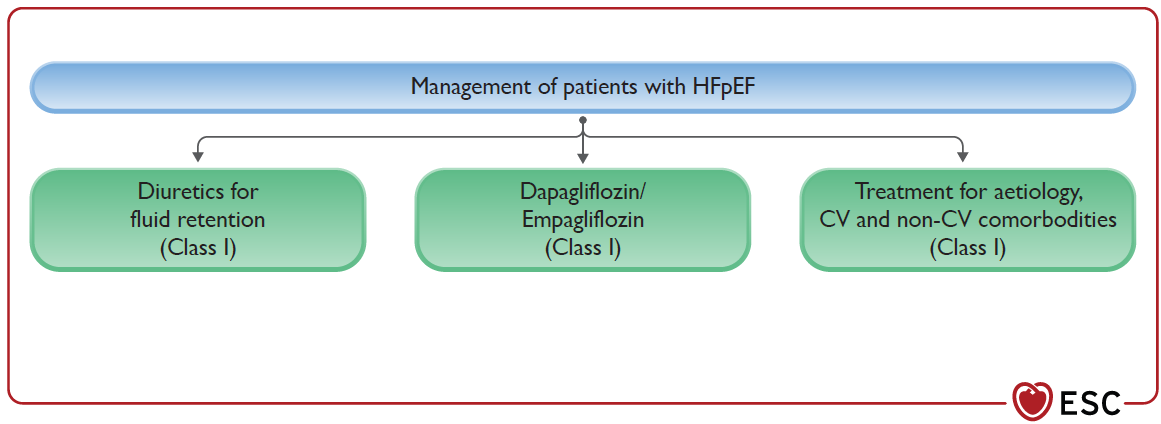 Management of patients with HFpEF
Diuretics for
fluid retention
(Class I)
Dapagliflozin/
Empagliflozin
(Class I)
Treatment for aetiology,
CV and non-CV comorbodities
(Class I)
ESC